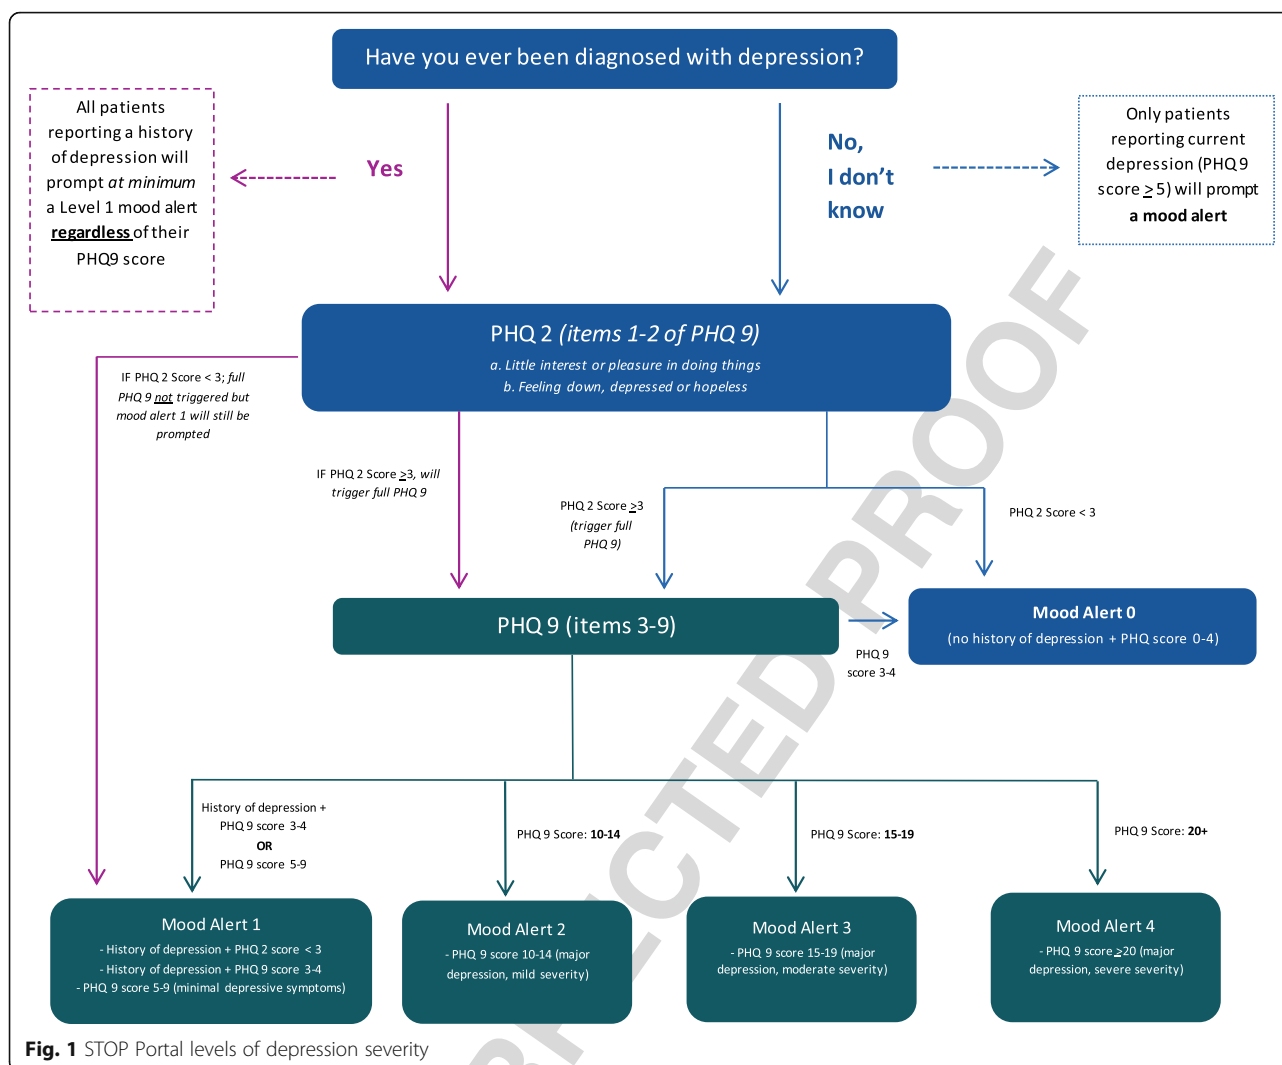 Have you ever been diagnosed with depression?
All patients
reporting a history
of depression will
prompt at minimum
a Level 1 mood alert
regardless of their
PHQ9 score
Yes
No,
I don't
know
Only patients
reporting current
depression (PHQ 9
score ≥5) will prompt
a mood alert
PHQ 2 (items 1-2 of PHQ 9)
a. Little interest or pleasure in doing things
b. Feeling down, depressed or hopeless
IF PHQ 2 Score < 3; full
PHQ 9 not triggered but
mood alert 1 will still be
prompted
IF PHQ 2 Score ≥3, will
trigger full PHQ 9
PHQ 2 Score ≥3
(trigger full
PHQ 9)
PHQ 2 Score < 3
PHQ 9 (items 3-9)
PHQ 9
score 3-4
Mood Alert 0
(no history of depression + PHQ score 0-4)
History of depression +
PHQ 9 score 3-4
OR
PHQ 9 score 5-9
PHQ 9 Score: 10-14
PHQ 9 Score: 15-19
PHQ 9 Score: 20+
Mood Alert 1
- History of depression + PHQ 2 score < 3
- History of depression + PHQ 9 score 3-4
- PHQ 9 score 5-9 (minimal depressive symptoms)
Mood Alert 2
- PHQ 9 score 10-14 (major
depression, mild severity)
Mood Alert 3
- PHQ 9 score 15-19 (major
depression, moderate severity)
Mood Alert 4
- PHQ 9 score ≥20 (major
depression, severe severity)
Fig. 1 STOP Portal levels of depression severity
PROOF